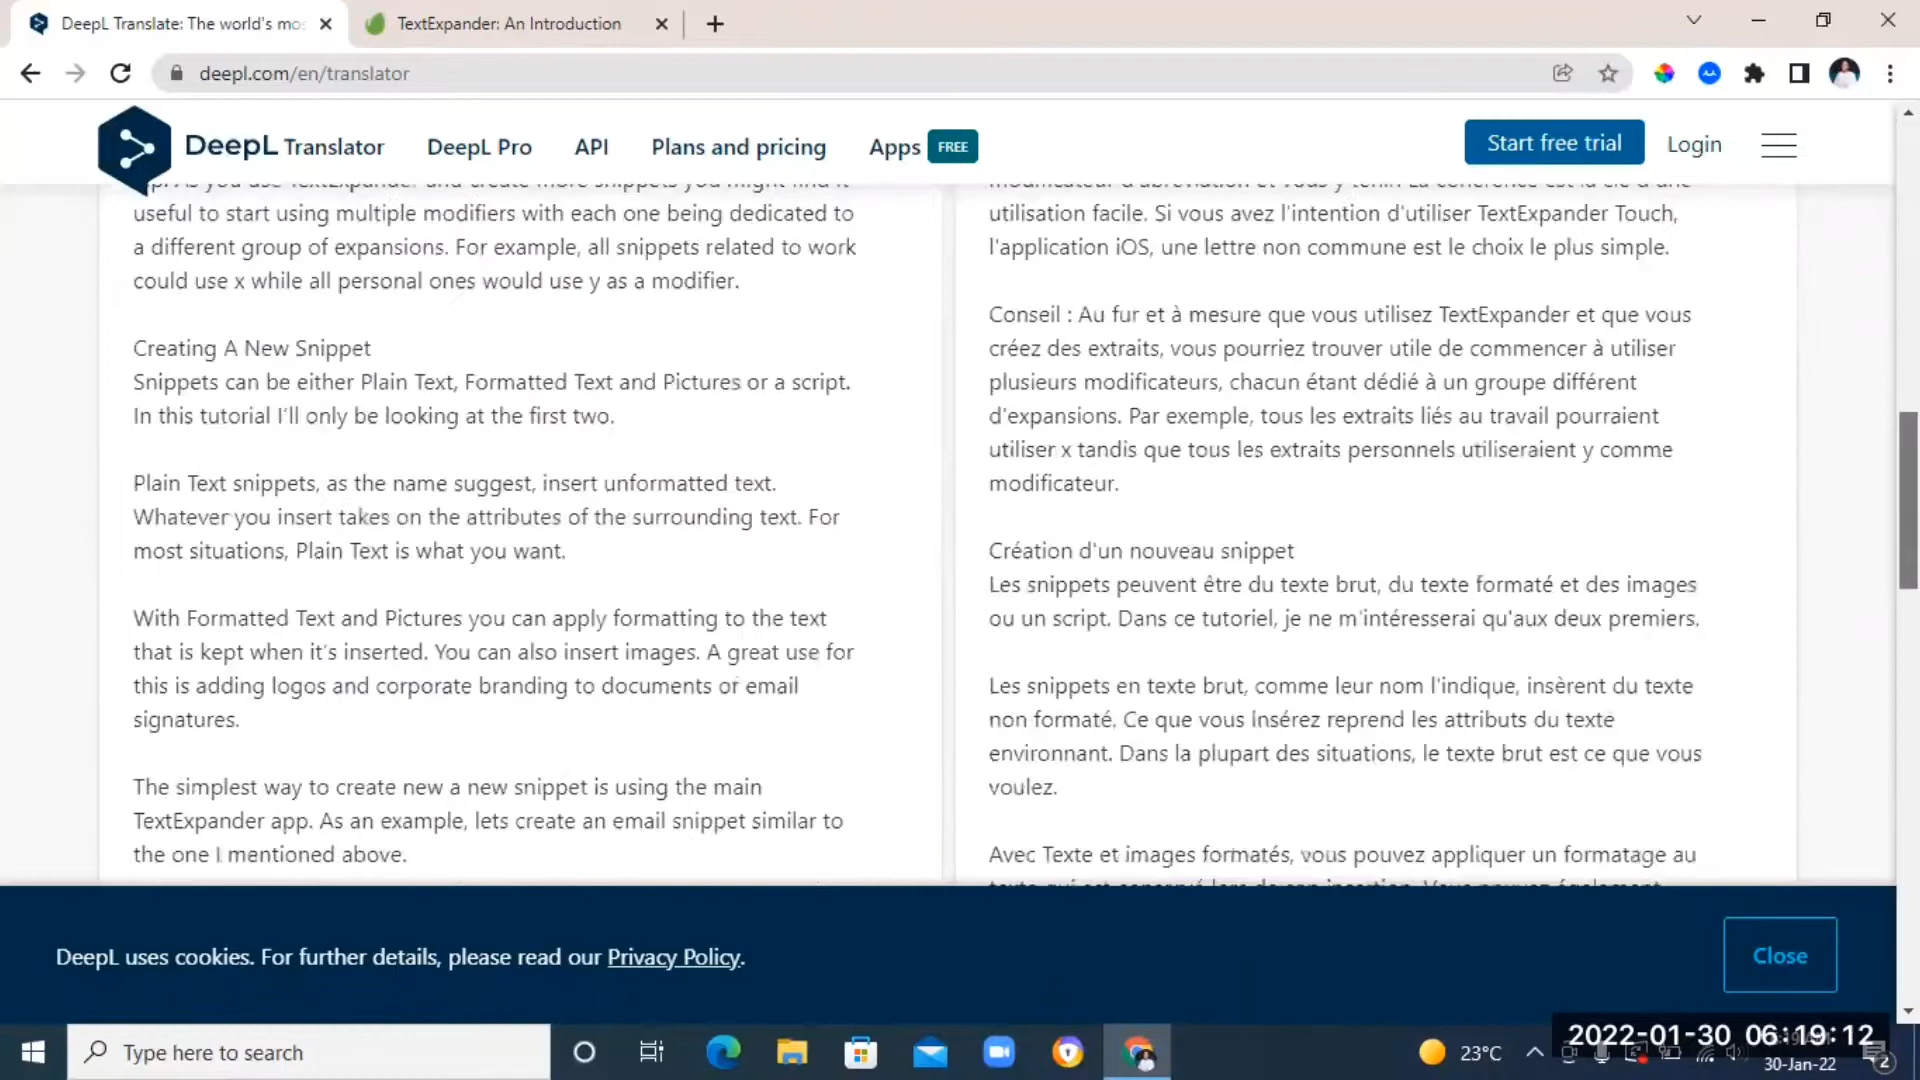 DeepL Translate: The world's mos
TextExpander: An Introduction
deepl.com/en/translator
DeepL Translator
DeepL Pro
API
Plans and pricing
Apps FREE
Start free trial
Login
useful to start using multiple modifiers with each one being dedicated to
a different group of expansions. For example, all snippets related to work
could use x while all personal ones would use y as a modifier.
Creating A New Snippet
Snippets can be either Plain Text, Formatted Text and Pictures or a script.
In this tutorial I'll only be looking at the first two.
Plain Text snippets, as the name suggest, insert unformatted text.
Whatever you insert takes on the attributes of the surrounding text. For
most situations, Plain Text is what you want.
With Formatted Text and Pictures you can apply formatting to the text
that is kept when it's inserted. You can also insert images. A great use for
this is adding logos and corporate branding to documents or email
signatures.
The simplest way to create new a new snippet is using the main
TextExpander app. As an example, lets create an email snippet similar to
the one I mentioned above.
utilisation facile. Si vous avez l'intention d'utiliser TextExpander Touch,
l'application iOS, une lettre non commune est le choix le plus simple.
Conseil : Au fur et à mesure que vous utilisez TextExpander et que vous
créez des extraits, vous pourriez trouver utile de commencer à utiliser
plusieurs modificateurs, chacun étant dédié à un groupe différent
d'expansions. Par exemple, tous les extraits liés au travail pourraient
utiliser x tandis que tous les extraits personnels utiliseraient y comme
modificateur.
Création d'un nouveau snippet
Les snippets peuvent être du texte brut, du texte formaté et des images
ou un script. Dans ce tutoriel, je ne m'intéresserai qu'aux deux premiers.
Les snippets en texte brut, comme leur nom l'indique, insèrent du texte
non formaté. Ce que vous insérez reprend les attributs du texte
environnant. Dans la plupart des situations, le texte brut est ce que vous
voulez.
Avec Texte et images formatés, vous pouvez appliquer un formatage au
DeepL uses cookies. For further details, please read our Privacy Policy.
Close
Type here to search
23°C
2022-01-30 06:19:12
30-Jan-22
2